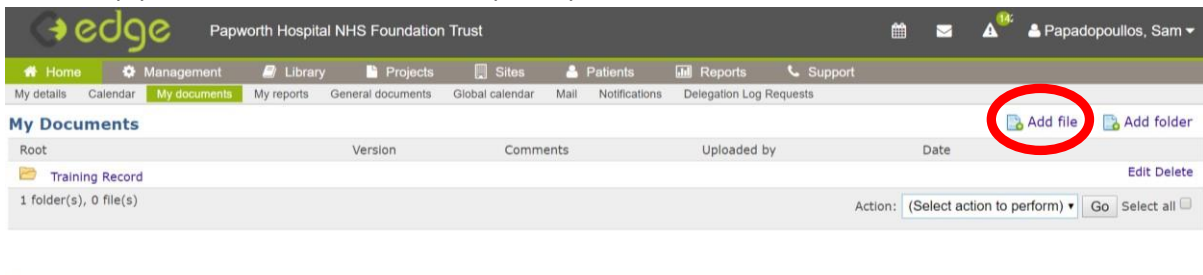 edge Papworth Hospital NHS Foundation Trust Papadopoullos, Sam
Home Management Library Projects Sites Patients Reports Support
My details Calendar My documents My reports General documents Global calendar Mail Notifications Delegation Log Requests
My Documents Add file Add folder
Root Version Comments Uploaded by Date
Training Record Edit Delete
1 folder(s), 0 file(s) Action: (Select action to perform) Go Select all